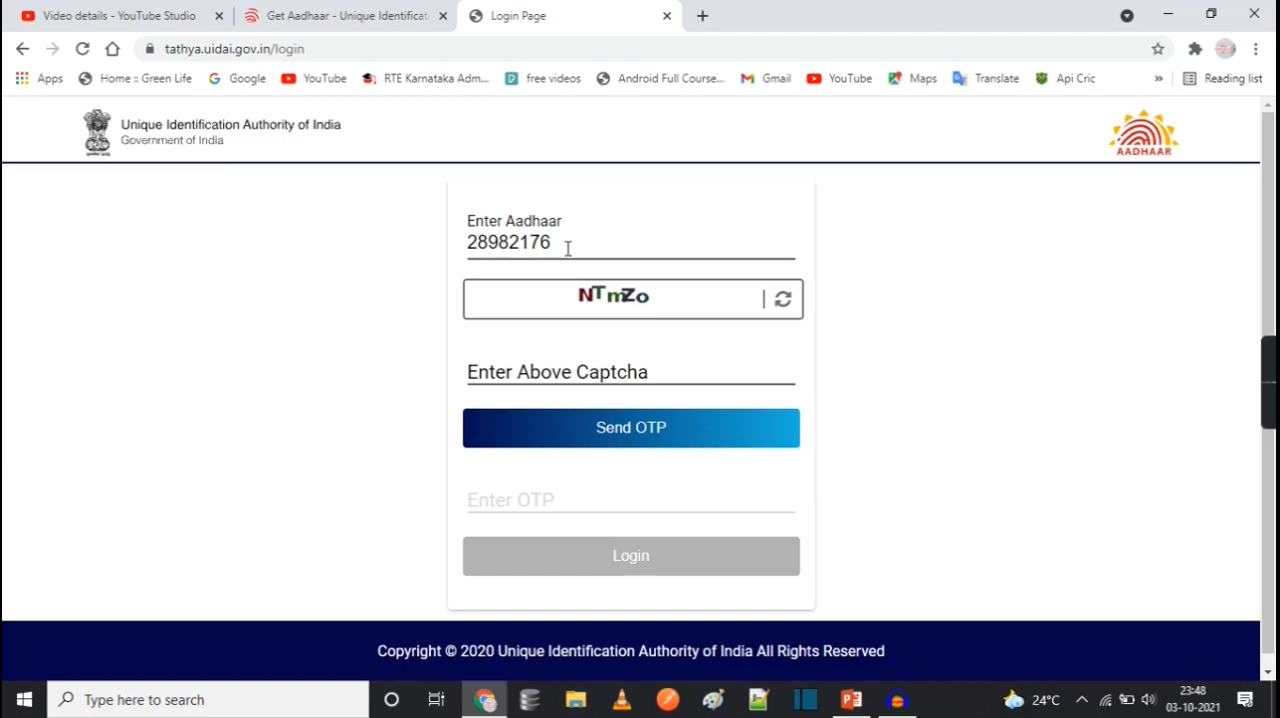 Video details - YouTube Studio
Get Aadhaar - Unique Identificati
Login Page
tathya.uidai.gov.in/login
Apps
Home :: Green Life
Google
YouTube
RTE Karnataka Adm...
free videos
Android Full Course...
Gmail
YouTube
Maps
Translate
Api Cric
»
Reading list
Unique Identification Authority of India
Government of India
AADHAAR
Enter Aadhaar
28982176
NTmZo
Enter Above Captcha
Send OTP
Enter OTP
Login
Copyright © 2020 Unique Identification Authority of India All Rights Reserved
Type here to search
24°C
23:48
03-10-2021